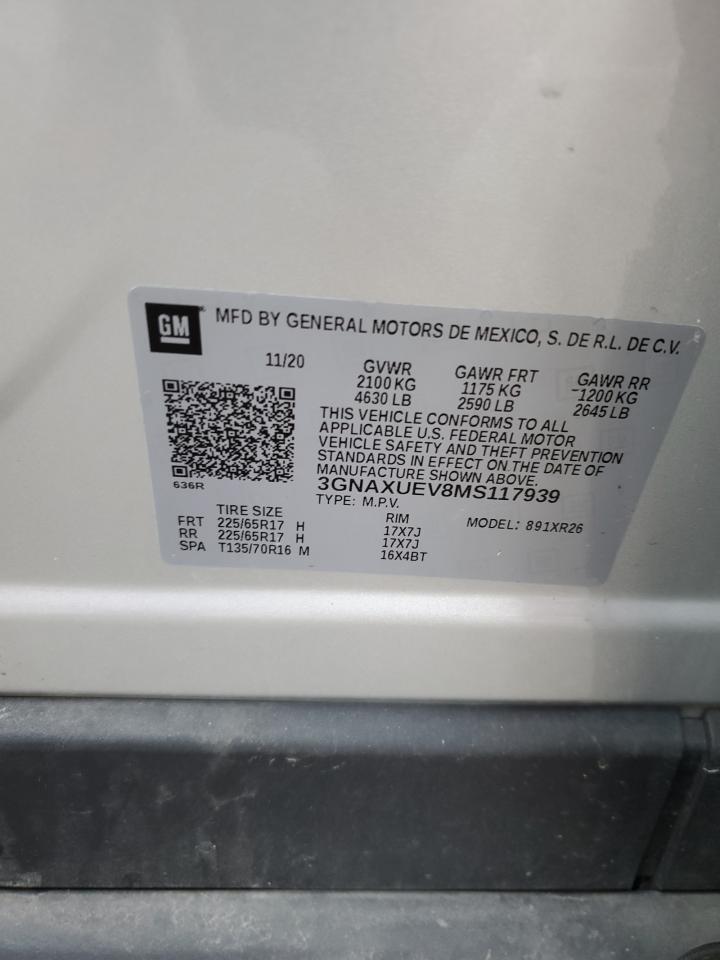 GM MFD BY GENERAL MOTORS DE MEXICO, S. DE R.L. DE C.V.
11/20 GVWR GAWR FRT GAWR RR
2100 KG 1175 KG 1200 KG
4630 LB 2590 LB 2645 LB
THIS VEHICLE CONFORMS TO ALL
APPLICABLE U.S. FEDERAL MOTOR
VEHICLE SAFETY AND THEFT PREVENTION
STANDARDS IN EFFECT ON THE DATE OF
MANUFACTURE SHOWN ABOVE.
636R
3GNAXUEV8MS117939
TYPE: M.P.V.
TIRE SIZE RIM MODEL: 891XR26
FRT 225/65R17 H 17X7J
RR 225/65R17 H 17X7J
SPA T135/70R16 M 16X4BT